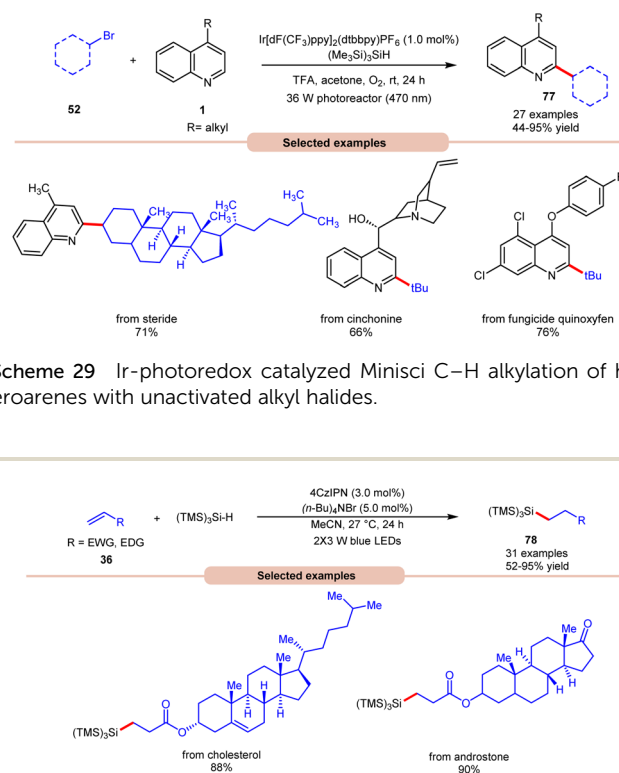 R
Br
+
N
52
1
R= alkyl
Ir[dF(CF3)ppy]2(dtbbpy)PF6 (1.0 mol%)
(Me3Si)3SiH
TFA, acetone, O2, rt, 24 h
36 W photoreactor (470 nm)
R
N
77
27 examples
44-95% yield
Selected examples
H3C
N
CH3
H
H
H
CH3
H3C
H3C
CH3
from steride
71%
HO
H
N
N
tBu
from cinchonine
66%
Cl
Cl
O
N
tBu
from fungicide quinoxyfen
76%
Scheme 29 Ir-photoredox catalyzed Minisci C–H alkylation of
eroarenes with unactivated alkyl halides.
R
R = EWG, EDG
36
+
(TMS)3Si-H
4CzIPN (3.0 mol%)
(n-Bu)4NBr (5.0 mol%)
MeCN, 27 °C, 24 h
2X3 W blue LEDs
(TMS)3Si
R
78
31 examples
52-95% yield
Selected examples
(TMS)3Si
O
O
Me
H
H
H
Me
Me
Me
Me
from cholesterol
88%
(TMS)3Si
O
O
Me
H
H
H
Me
O
from androstone
90%